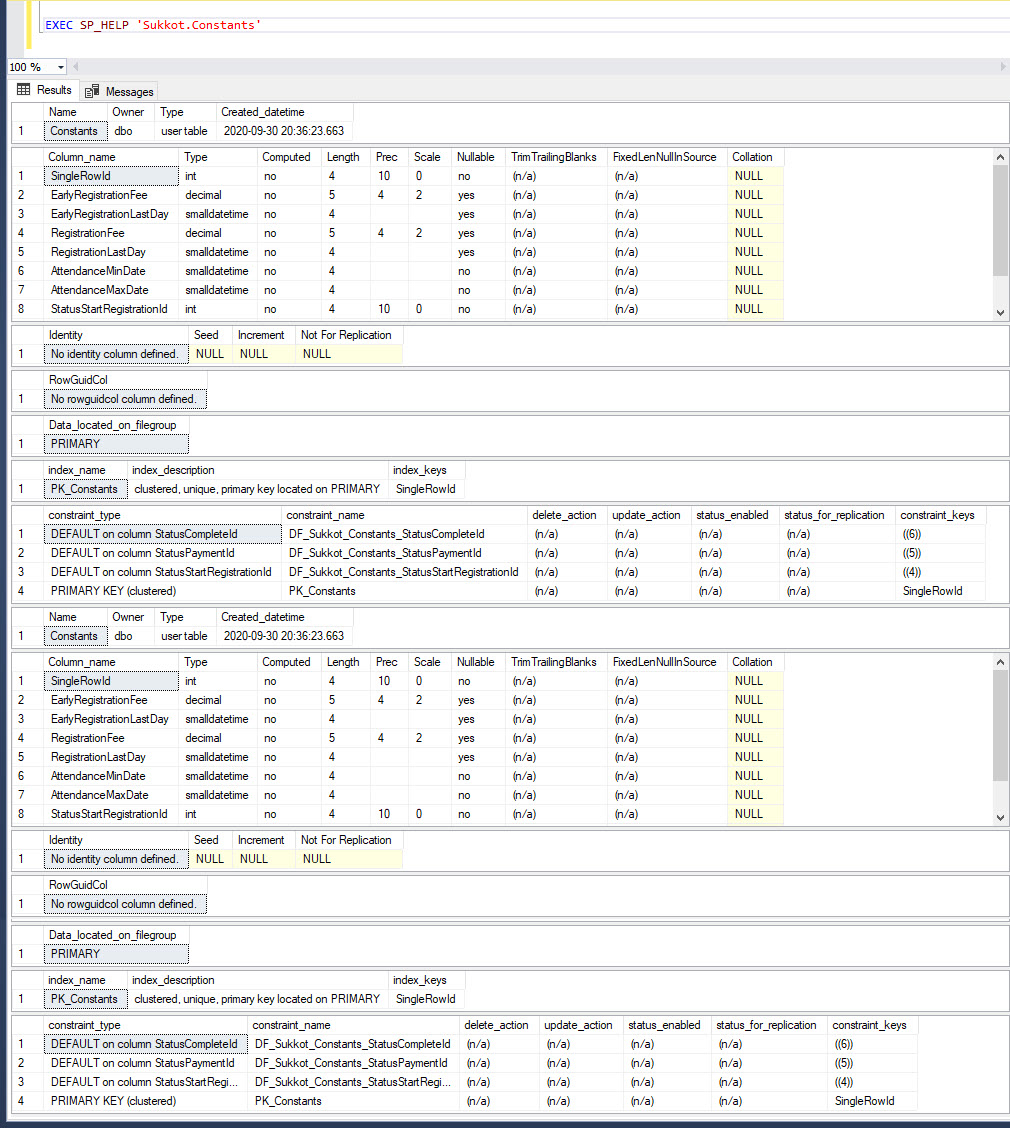 EXEC SP_HELP 'Sukkot.Constants'
100 %
Results Messages
Name Owner Type Created_datetime
1 Constants dbo user table 2020-09-30 20:36:23.663
Column_name Type Computed Length Prec Scale Nullable TrimTrailingBlanks FixedLenNullInSource Collation
1 SingleRowId int no 4 10 0 no (n/a) (n/a) NULL
2 EarlyRegistrationFee decimal no 5 4 2 yes (n/a) (n/a) NULL
3 EarlyRegistrationLastDay smalldatetime no 4 yes (n/a) (n/a) NULL
4 RegistrationFee decimal no 5 4 2 yes (n/a) (n/a) NULL
5 RegistrationLastDay smalldatetime no 4 yes (n/a) (n/a) NULL
6 AttendanceMinDate smalldatetime no 4 no (n/a) (n/a) NULL
7 AttendanceMaxDate smalldatetime no 4 no (n/a) (n/a) NULL
8 StatusStartRegistrationId int no 4 10 0 no (n/a) (n/a) NULL
Identity Seed Increment Not For Replication
1 No identity column defined. NULL NULL NULL
RowGuidCol
1 No rowguidcol column defined.
Data_located_on_filegroup
1 PRIMARY
index_name index_description index_keys
1 PK_Constants clustered, unique, primary key located on PRIMARY SingleRowId
constraint_type constraint_name delete_action update_action status_enabled status_for_replication constraint_keys
1 DEFAULT on column StatusCompleteId DF_Sukkot_Constants_StatusCompleteId (n/a) (n/a) (n/a) (n/a) ((6))
2 DEFAULT on column StatusPaymentId DF_Sukkot_Constants_StatusPaymentId (n/a) (n/a) (n/a) (n/a) ((5))
3 DEFAULT on column StatusStartRegistrationId DF_Sukkot_Constants_StatusStartRegistrationId (n/a) (n/a) (n/a) (n/a) ((4))
4 PRIMARY KEY (clustered) PK_Constants (n/a) (n/a) (n/a) (n/a) SingleRowId
Name Owner Type Created_datetime
1 Constants dbo user table 2020-09-30 20:36:23.663
Column_name Type Computed Length Prec Scale Nullable TrimTrailingBlanks FixedLenNullInSource Collation
1 SingleRowId int no 4 10 0 no (n/a) (n/a) NULL
2 EarlyRegistrationFee decimal no 5 4 2 yes (n/a) (n/a) NULL
3 EarlyRegistrationLastDay smalldatetime no 4 yes (n/a) (n/a) NULL
4 RegistrationFee decimal no 5 4 2 yes (n/a) (n/a) NULL
5 RegistrationLastDay smalldatetime no 4 yes (n/a) (n/a) NULL
6 AttendanceMinDate smalldatetime no 4 no (n/a) (n/a) NULL
7 AttendanceMaxDate smalldatetime no 4 no (n/a) (n/a) NULL
8 StatusStartRegistrationId int no 4 10 0 no (n/a) (n/a) NULL
Identity Seed Increment Not For Replication
1 No identity column defined. NULL NULL NULL
RowGuidCol
1 No rowguidcol column defined.
Data_located_on_filegroup
1 PRIMARY
index_name index_description index_keys
1 PK_Constants clustered, unique, primary key located on PRIMARY SingleRowId
constraint_type constraint_name delete_action update_action status_enabled status_for_replication constraint_keys
1 DEFAULT on column StatusCompleteId DF_Sukkot_Constants_StatusCompleteId (n/a) (n/a) (n/a) (n/a) ((6))
2 DEFAULT on column StatusPaymentId DF_Sukkot_Constants_StatusPaymentId (n/a) (n/a) (n/a) (n/a) ((5))
3 DEFAULT on column StatusStartRegi... DF_Sukkot_Constants_StatusStartRegi... (n/a) (n/a) (n/a) (n/a) ((4))
4 PRIMARY KEY (clustered) PK_Constants (n/a) (n/a) (n/a) (n/a) SingleRowId